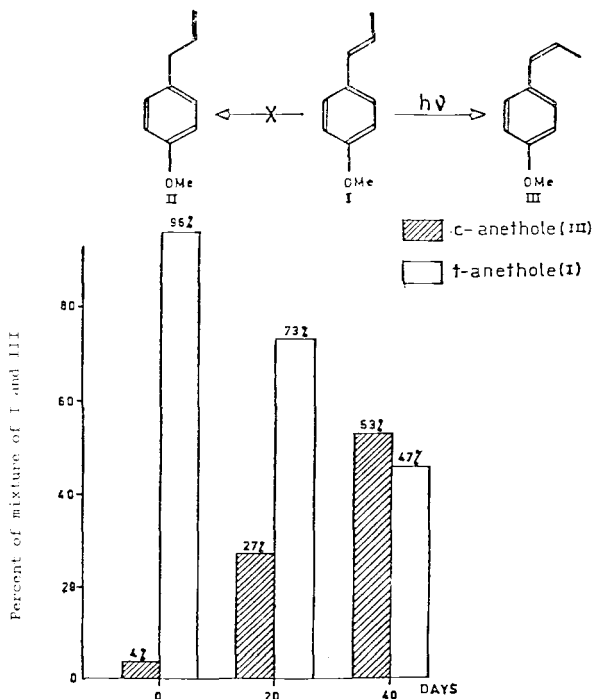 X
hν
OMe
II
OMe
I
OMe
III
c-anethole(III)
t-anethole(I)
Percent of mixture of I and III
80
60
40
20
0
4%
96%
27%
73%
53%
47%
0
20
40
DAYS